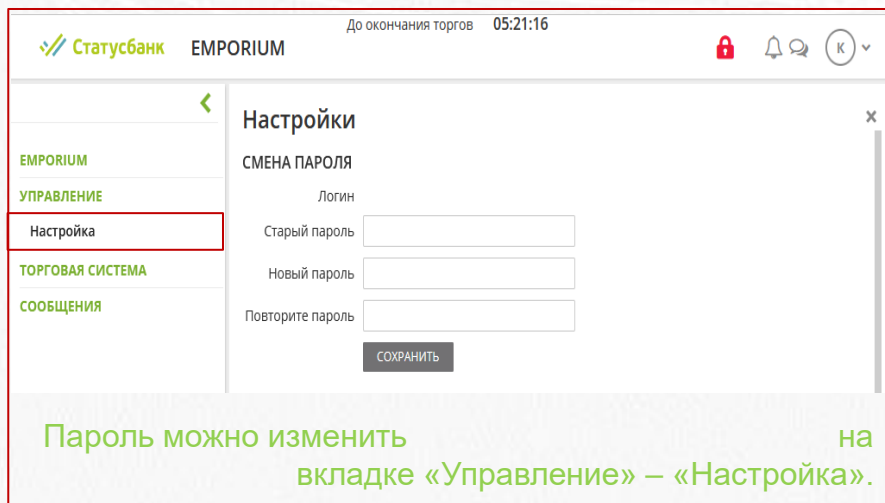 До окончания торгов 05:21:16
Статусбанк EMPORIUM
К
Настройки
EMPORIUM
СМЕНА ПАРОЛЯ
УПРАВЛЕНИЕ
Логин
Настройка
Старый пароль
ТОРГОВАЯ СИСТЕМА
Новый пароль
СООБЩЕНИЯ
Повторите пароль
СОХРАНИТЬ
Пароль можно изменить на
вкладке «Управление» – «Настройка».